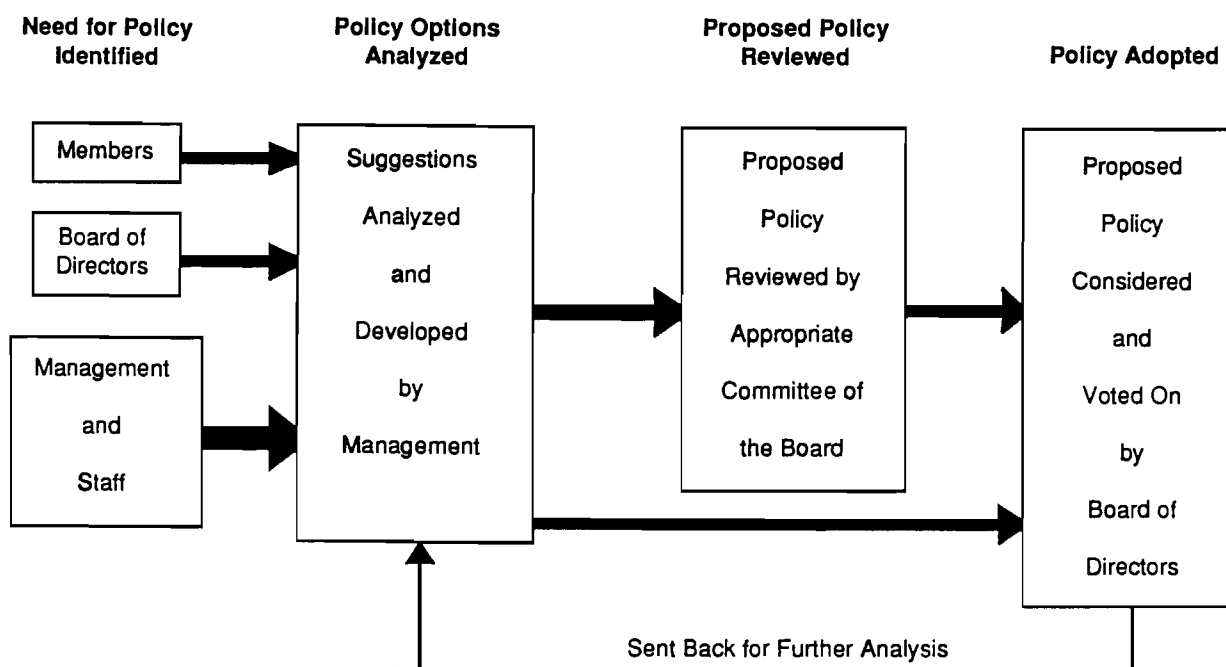 Need for Policy
Identified
Policy Options
Analyzed
Proposed Policy
Reviewed
Policy Adopted
Members
Board of
Directors
Management
and
Staff
Suggestions
Analyzed
and
Developed
by
Management
Proposed
Policy
Reviewed by
Appropriate
Committee of
the Board
Proposed
Policy
Considered
and
Voted On
by
Board of
Directors
Sent Back for Further Analysis